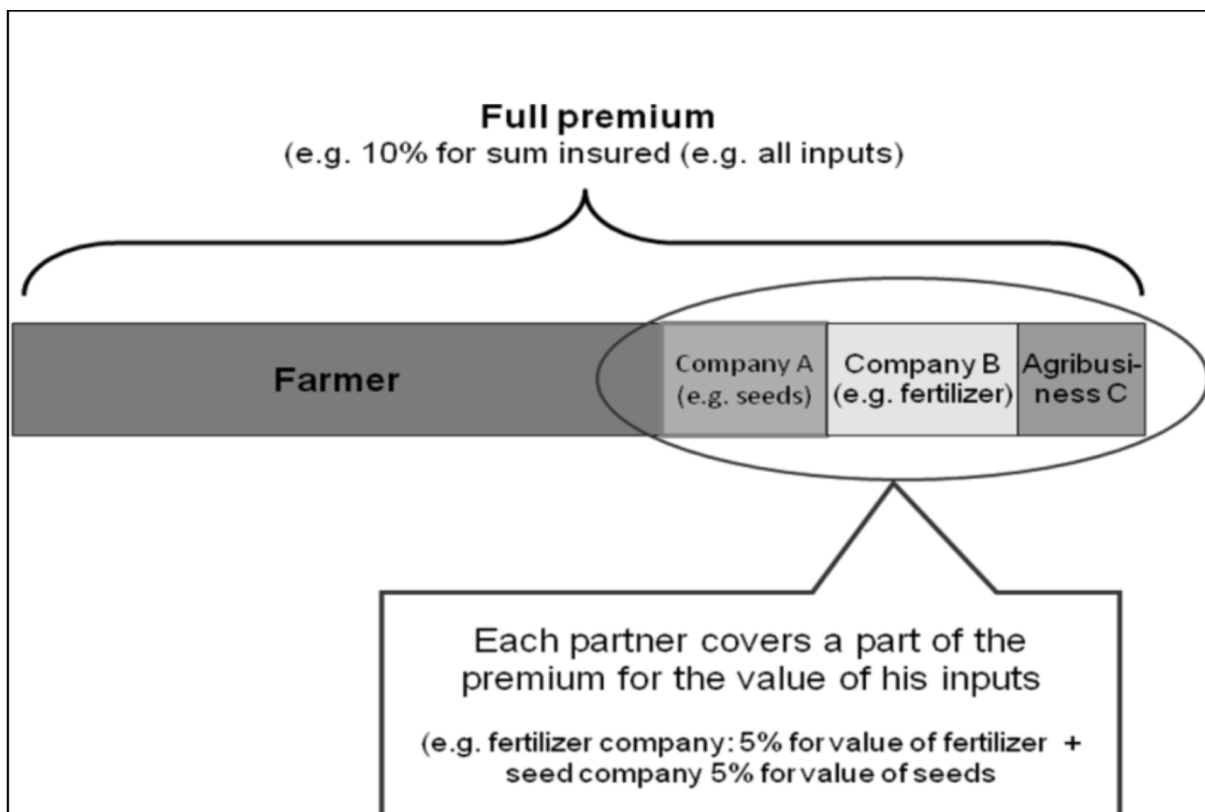 Full premium
(e.g. 10% for sum insured (e.g. all inputs)
Farmer
Company A
(e.g. seeds)
Company B
(e.g. fertilizer)
Agribusi-
ness C
Each partner covers a part of the
premium for the value of his inputs
(e.g. fertilizer company: 5% for value of fertilizer +
seed company 5% for value of seeds